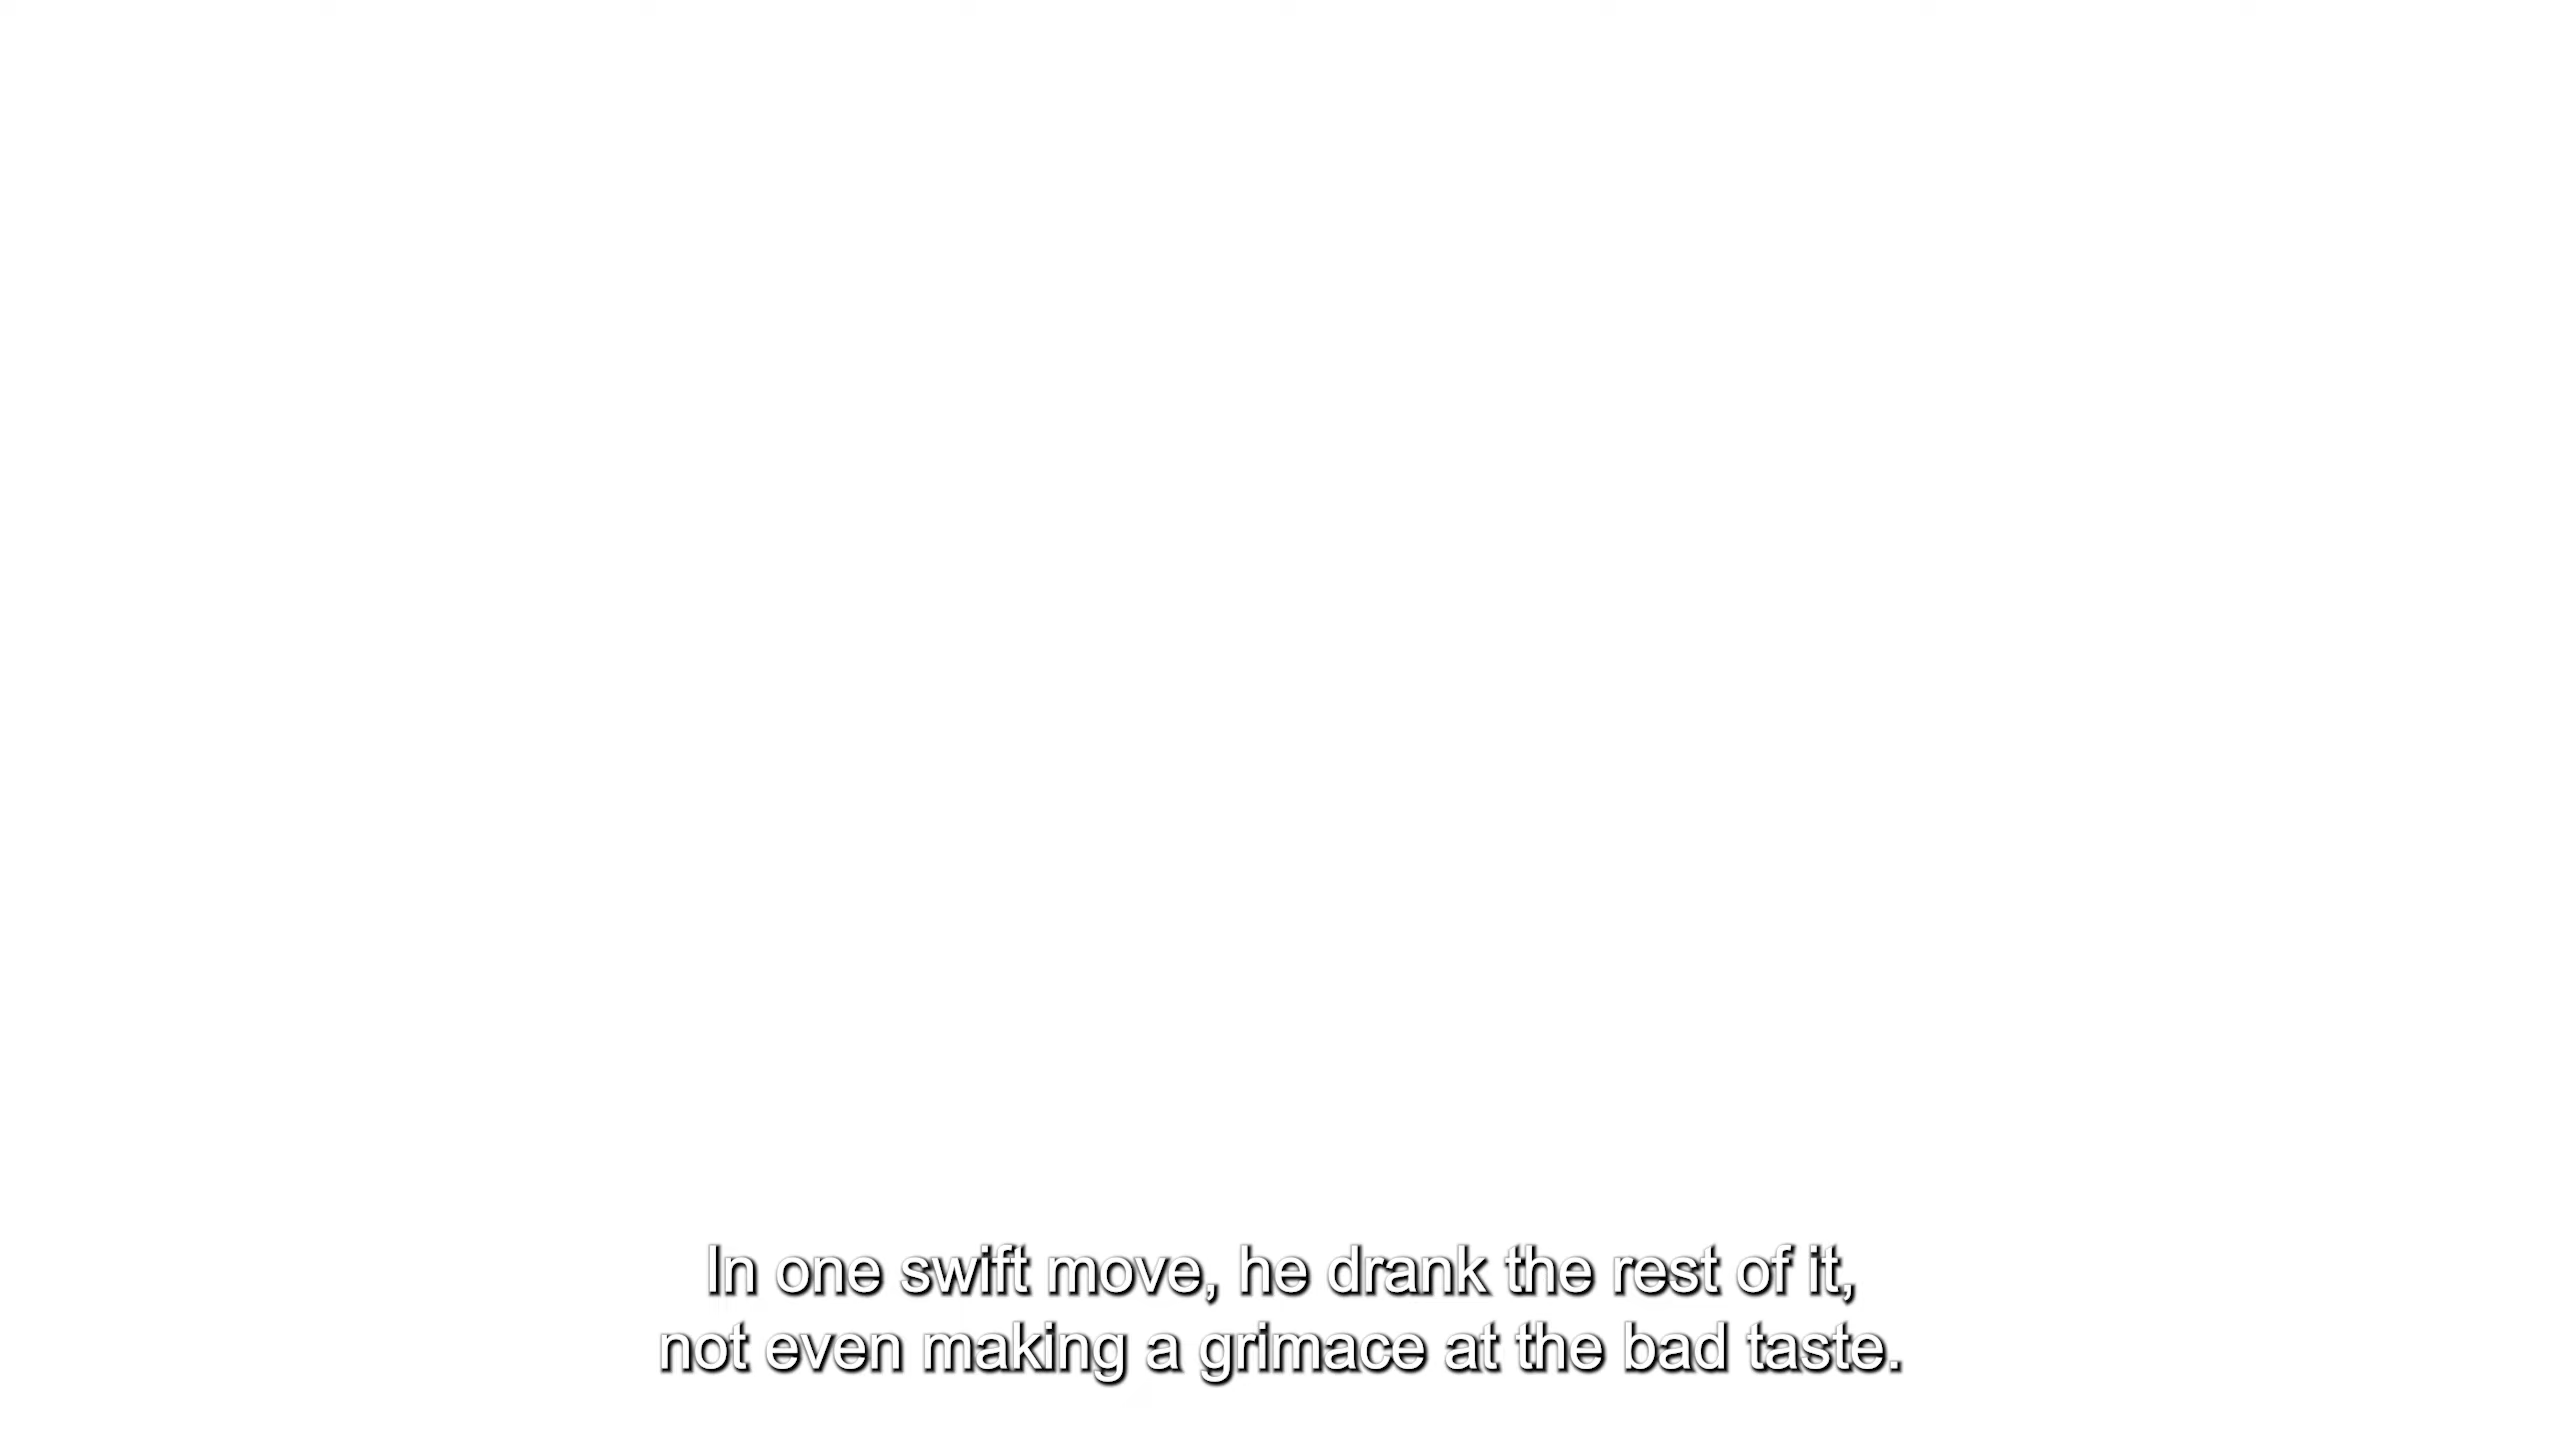 In one swift move, he drank the rest of it,
not even making a grimace at the bad taste.